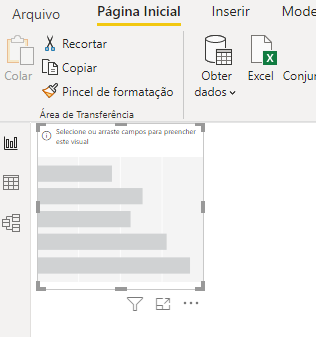 Arquivo Página Inicial Inserir Mode
Colar
Recortar
Copiar
Pincel de formatação
Área de Transferência
Obter
dados
Excel
Conjun
Selecione ou arraste campos para preencher
este visual